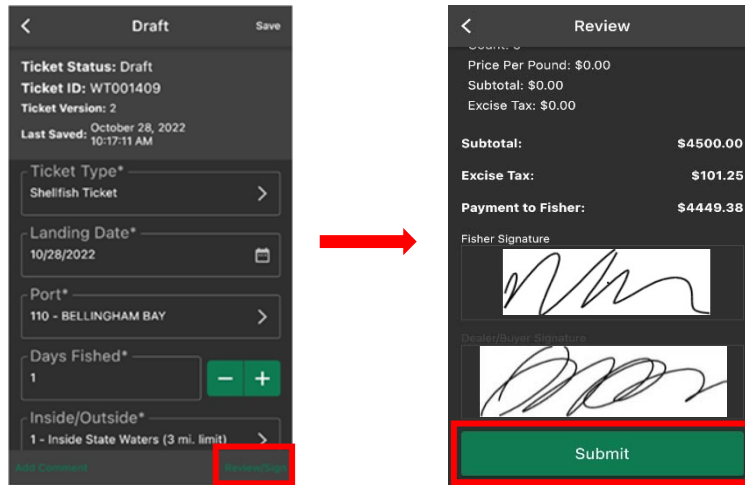 Draft
Save
Ticket Status: Draft
Ticket ID: WT001409
Ticket Version: 2
Last Saved: October 28, 2022
10:17:11 AM
Ticket Type*
Shellfish Ticket
Landing Date*
10/28/2022
Port*
110 - BELLINGHAM BAY
Days Fished*
1
Inside/Outside*
1 - Inside State Waters (3 mi. limit)
Add Comment
Review/Sign
Review
Price Per Pound: $0.00
Subtotal: $0.00
Excise Tax: $0.00
Subtotal: $4500.00
Excise Tax: $101.25
Payment to Fisher: $4449.38
Fisher Signature
Dealer/Buyer Signature
Submit